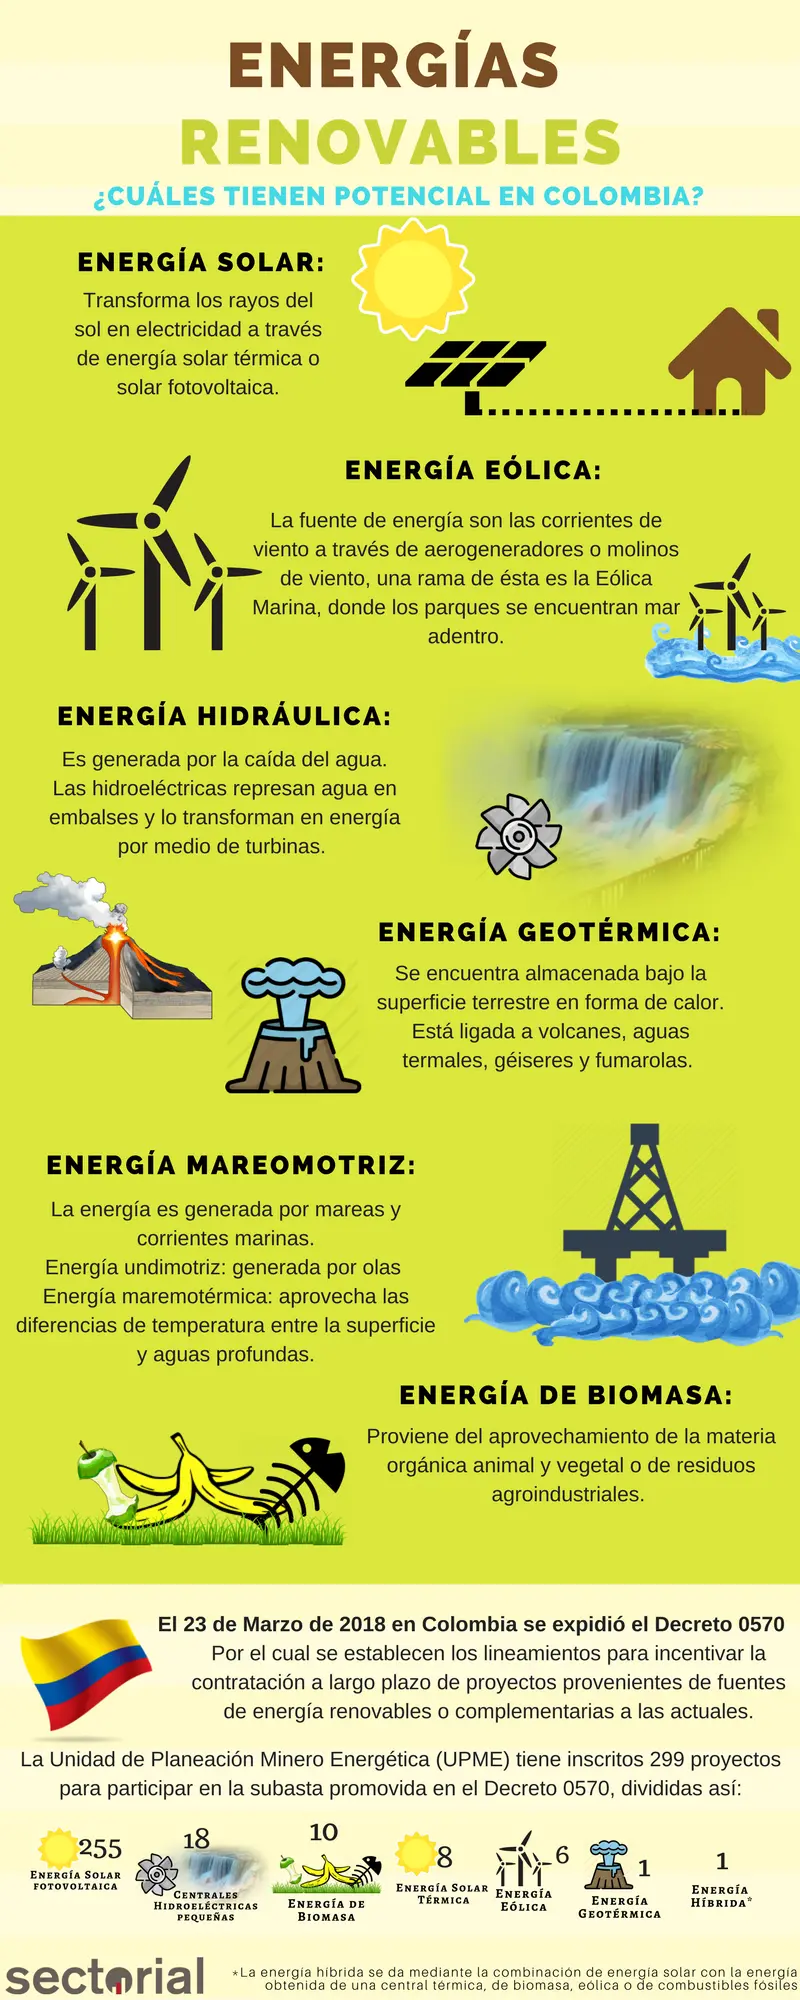 ENERGÍAS
RENOVABLES
¿CUÁLES TIENEN POTENCIAL EN COLOMBIA?
ENERGÍA SOLAR:
Transforma los rayos del
sol en electricidad a través
de energía solar térmica o
solar fotovoltaica.
ENERGÍA EÓLICA:
La fuente de energía son las corrientes de
viento a través de aerogeneradores o molinos
de viento, una rama de ésta es la Eólica
Marina, donde los parques se encuentran mar
adentro.
ENERGÍA HIDRÁULICA:
Es generada por la caída del agua.
Las hidroeléctricas represan agua en
embalses y lo transforman en energía
por medio de turbinas.
ENERGÍA GEOTÉRMICA:
Se encuentra almacenada bajo la
superficie terrestre en forma de calor.
Está ligada a volcanes, aguas
termales, géiseres y fumarolas.
ENERGÍA MAREOMOTRIZ:
La energía es generada por mareas y
corrientes marinas.
Energía undimotriz: generada por olas
Energía maremotérmica: aprovecha las
diferencias de temperatura entre la superficie
y aguas profundas.
ENERGÍA DE BIOMASA:
Proviene del aprovechamiento de la materia
orgánica animal y vegetal o de residuos
agroindustriales.
El 23 de Marzo de 2018 en Colombia se expidió el Decreto 0570
Por el cual se establecen los lineamientos para incentivar la
contratación a largo plazo de proyectos provenientes de fuentes
de energía renovables o complementarias a las actuales.
La Unidad de Planeación Minero Energética (UPME) tiene inscritos 299 proyectos
para participar en la subasta promovida en el Decreto 0570, divididas así:
255
ENERGÍA SOLAR
FOTOVOLTAICA
18
CENTRALES
HIDROELÉCTRICAS
PEQUEÑAS
10
ENERGÍA DE
BIOMASA
8
ENERGÍA SOLAR
TÉRMICA
6
ENERGÍA
EÓLICA
1
ENERGÍA
GEOTÉRMICA
1
ENERGÍA
HÍBRIDA*
sectorial
*La energía híbrida se da mediante la combinación de energía solar con la energía
obtenida de una central térmica, de biomasa, eólica o de combustibles fósiles